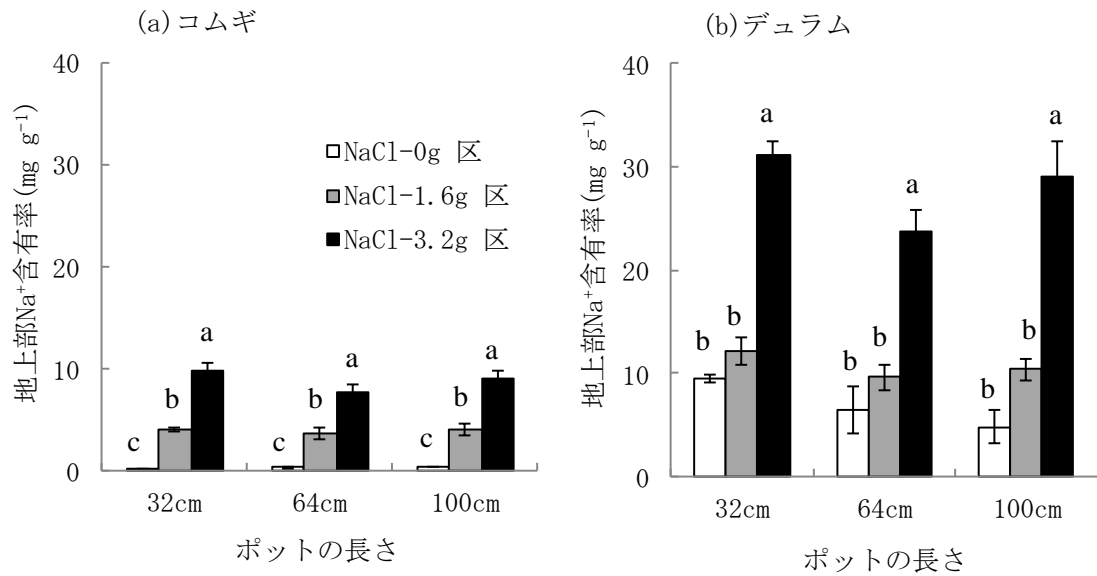 (a)コムギ
地上部Na⁺含有率(mg g⁻¹)
40
30
20
10
0
NaCl-0g 区
NaCl-1.6g 区
NaCl-3.2g 区
c b a
c b a
c b a
32cm 64cm 100cm
ポットの長さ
(b)デュラム
地上部Na⁺含有率(mg g⁻¹)
40
30
20
10
0
b b a
b b a
b b a
32cm 64cm 100cm
ポットの長さ